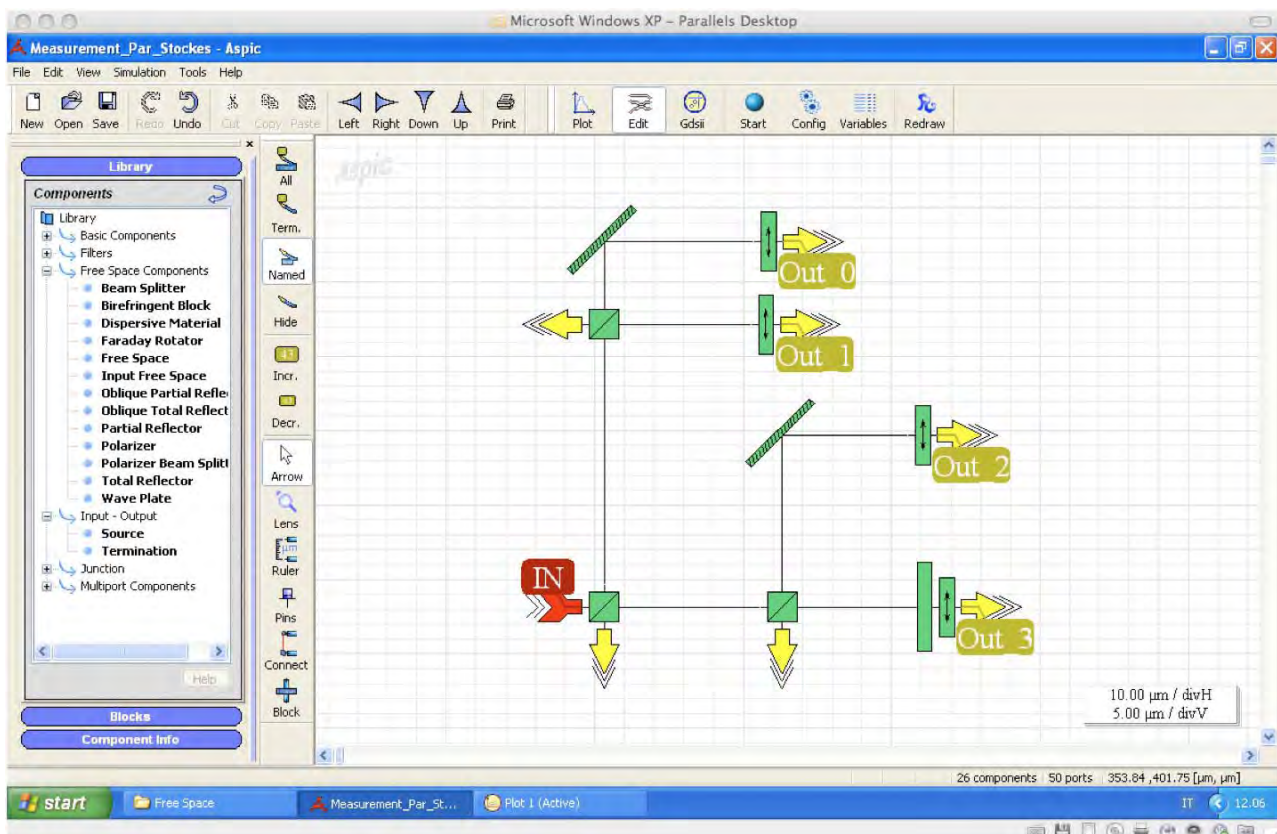 Microsoft Windows XP – Parallels Desktop
Measurement_Par_Stockes - Aspic
File Edit View Simulation Tools Help
New Open Save Redo Undo Cut Copy Paste Left Right Down Up Print Plot Edit Gdsii Start Config Variables Redraw
Library
Components
Library
Basic Components
Filters
Free Space Components
Beam Splitter
Birefringent Block
Dispersive Material
Faraday Rotator
Free Space
Input Free Space
Oblique Partial Refle
Oblique Total Reflect
Partial Reflector
Polarizer
Polarizer Beam Splitt
Total Reflector
Wave Plate
Input - Output
Source
Termination
Junction
Multiport Components
Help
Blocks
Component Info
All
Term.
Named
Hide
43
Incr.
Decr.
Arrow
Lens
µm
Ruler
Pins
Connect
Block
aspic
Out 0
Out 1
Out 2
IN
Out 3
10.00 µm / divH
5.00 µm / divV
26 components 50 ports 353.84 ,401.75 [µm, µm]
start Free Space Measurement_Par_St... Plot 1 (Active) IT 12.06